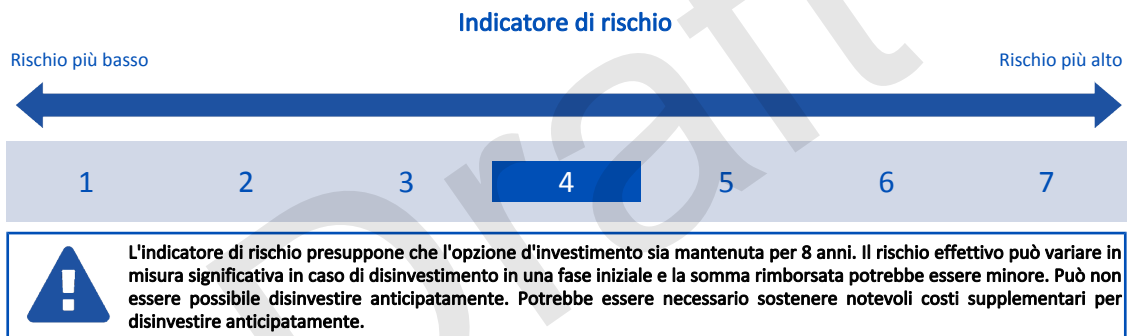 Indicatore di rischio
Rischio più basso
Rischio più alto
1 2 3 4 5 6 7
L'indicatore di rischio presuppone che l'opzione d'investimento sia mantenuta per 8 anni. Il rischio effettivo può variare in
misura significativa in caso di disinvestimento in una fase iniziale e la somma rimborsata potrebbe essere minore. Può non
essere possibile disinvestire anticipatamente. Potrebbe essere necessario sostenere notevoli costi supplementari per
disinvestire anticipatamente.
Draft